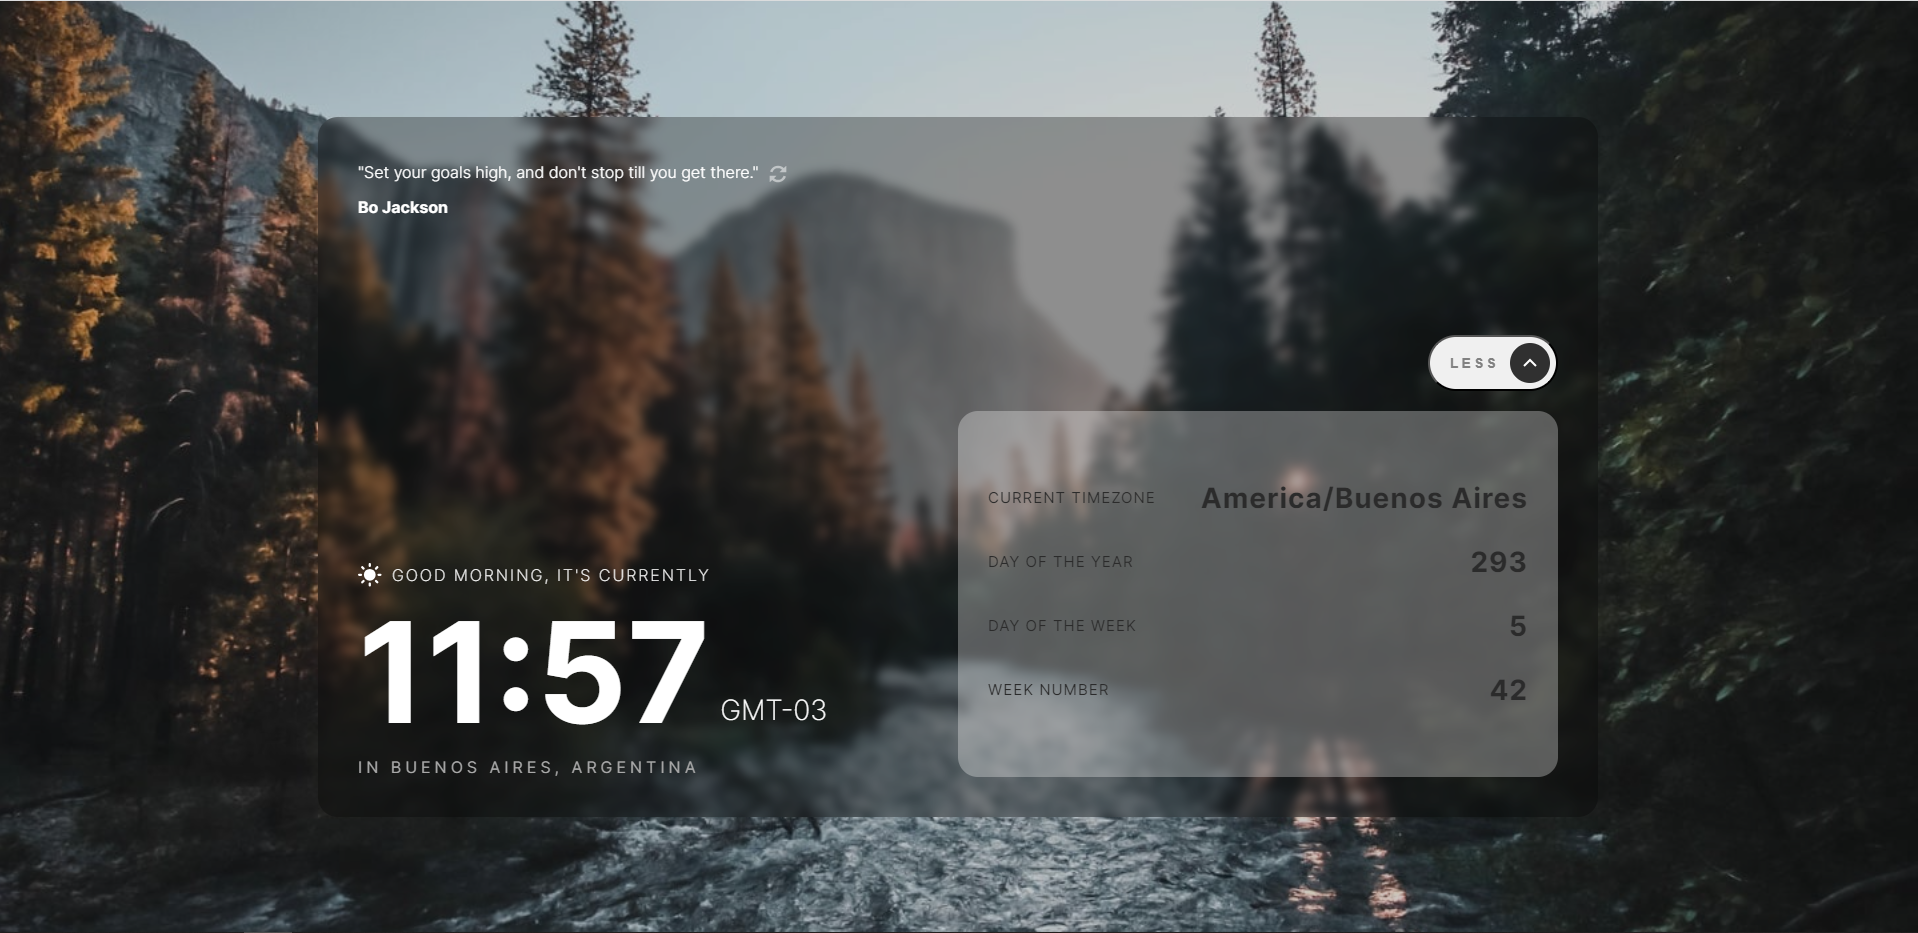 "Set your goals high, and don't stop till you get there."
Bo Jackson
LESS
GOOD MORNING, IT'S CURRENTLY
11:57 GMT-03
IN BUENOS AIRES, ARGENTINA
CURRENT TIMEZONE America/Buenos Aires
DAY OF THE YEAR 293
DAY OF THE WEEK 5
WEEK NUMBER 42